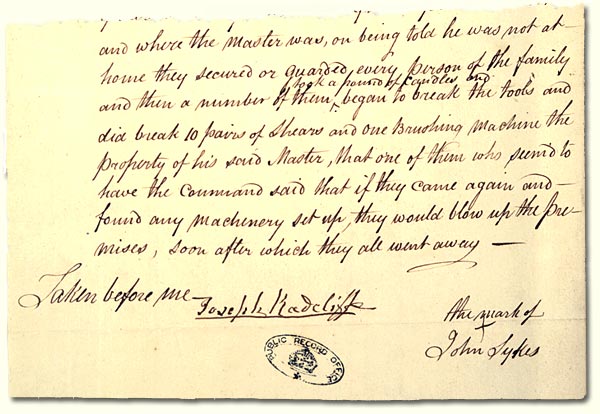 and where the Master was, on being told he was not at
home they secured or guarded every person of the family
took a pound of candles and
and then a number of them began to break the tools and
did break 10 pairs of Shears and one Brushing Machine the
property of his said Master, that one of them who seem'd to
have the Command said that if they came again and
found any machinery set up, they would blow up the pre-
mises, soon after which they all went away —
Taken before me
Joseph Radcliffe
the mark of
John Sykes
PUBLIC RECORD OFFICE